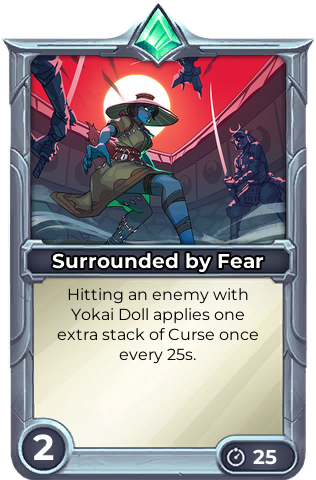 Surrounded by Fear
Hitting an enemy with
Yokai Doll applies one
extra stack of Curse once
every 25s.
2
25